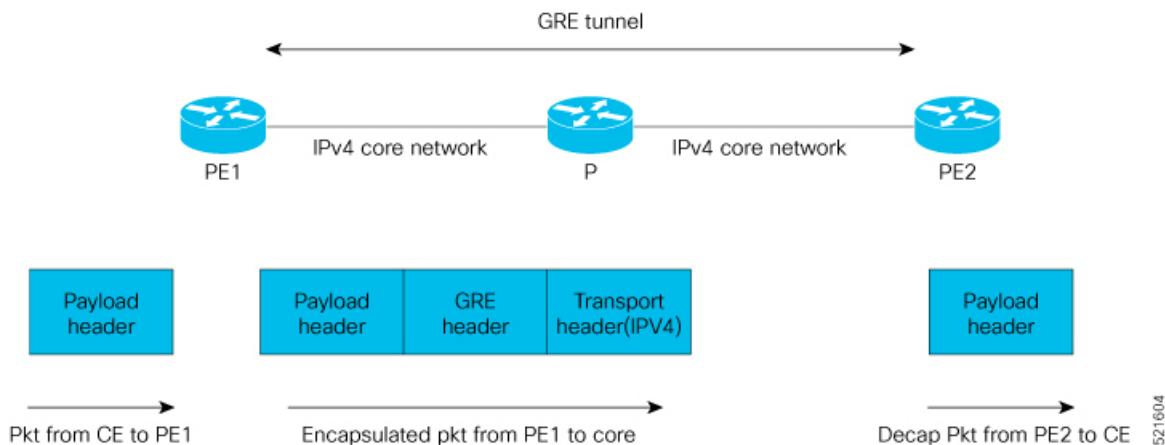 GRE tunnel
IPv4 core network
IPv4 core network
PE1
P
PE2
Payload
header
Payload
header
GRE
header
Transport
header(IPV4)
Payload
header
Pkt from CE to PE1
Encapsulated pkt from PE1 to core
Decap Pkt from PE2 to CE
521604